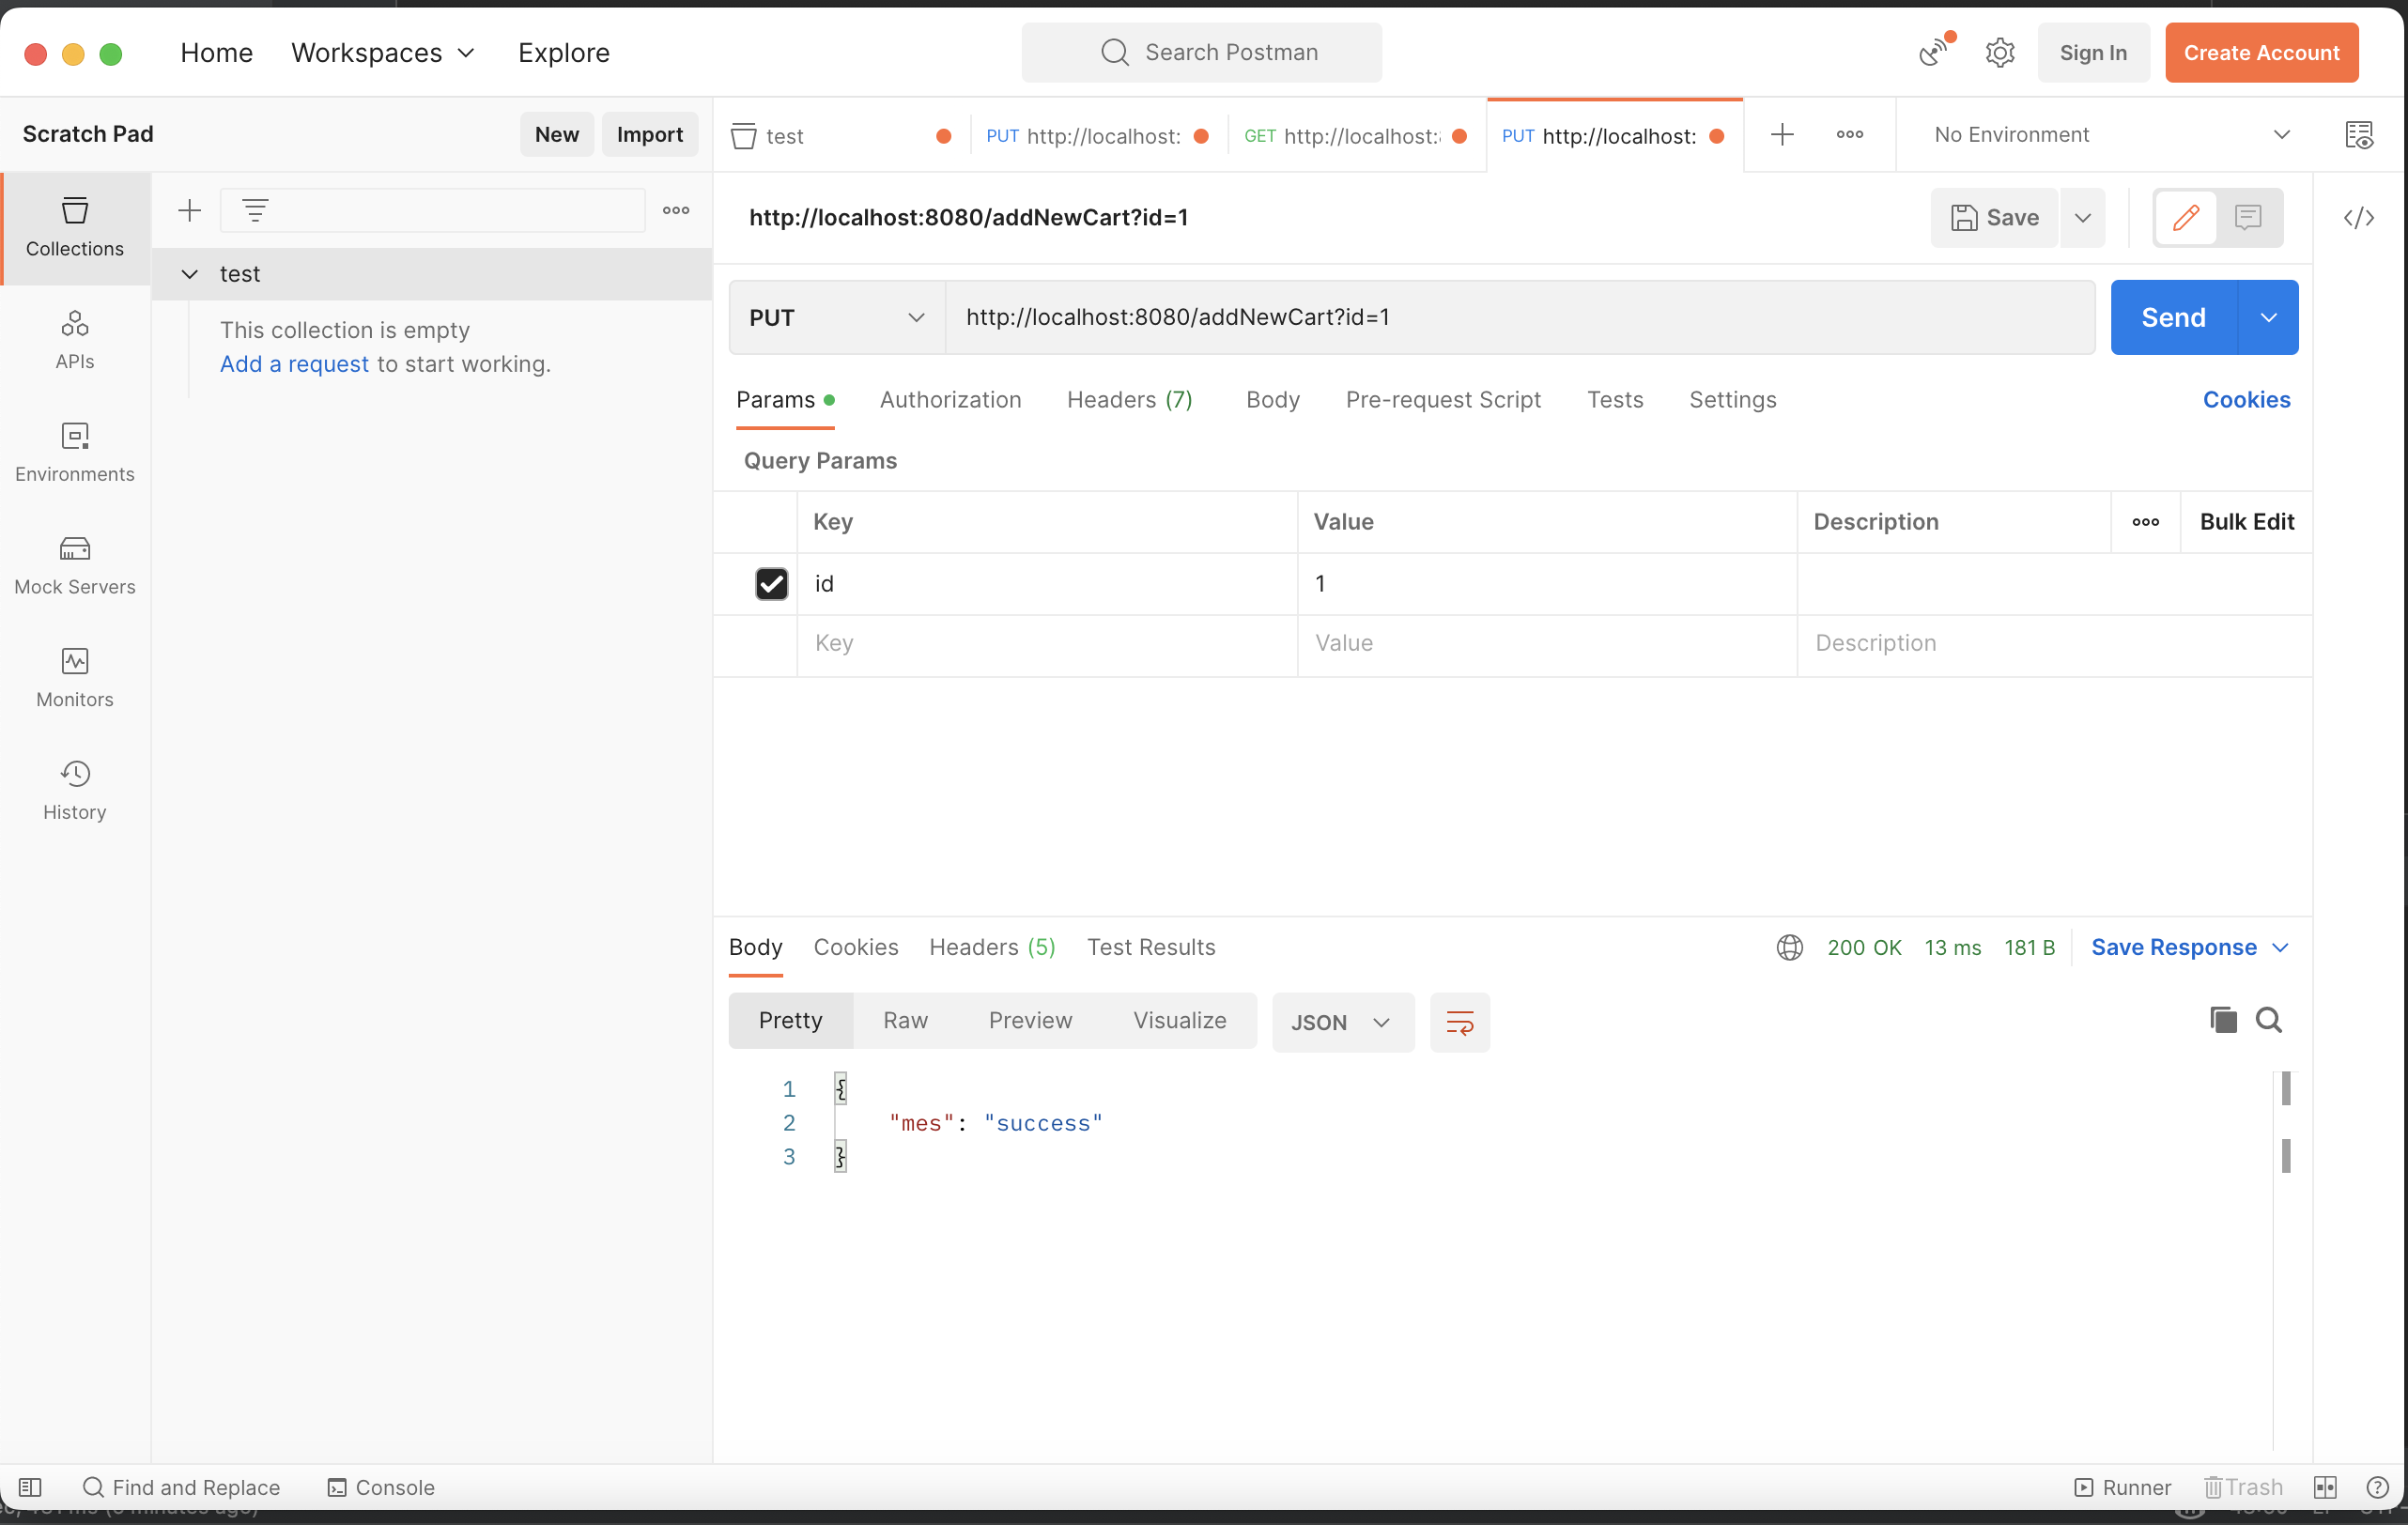 Home
Workspaces
Explore
Search Postman
Sign In
Create Account
Scratch Pad
New
Import
test
PUT http://localhost:
GET http://localhost:
PUT http://localhost:
No Environment
Collections
APIs
Environments
Mock Servers
Monitors
History
test
This collection is empty
Add a request to start working.
http://localhost:8080/addNewCart?id=1
Save
PUT
http://localhost:8080/addNewCart?id=1
Send
Params
Authorization
Headers (7)
Body
Pre-request Script
Tests
Settings
Cookies
Query Params
Key
Value
Description
Bulk Edit
id
1
Key
Value
Description
Body
Cookies
Headers (5)
Test Results
200 OK
13 ms
181 B
Save Response
Pretty
Raw
Preview
Visualize
JSON
1 {
2 "mes": "success"
3 }
Find and Replace
Console
Runner
Trash